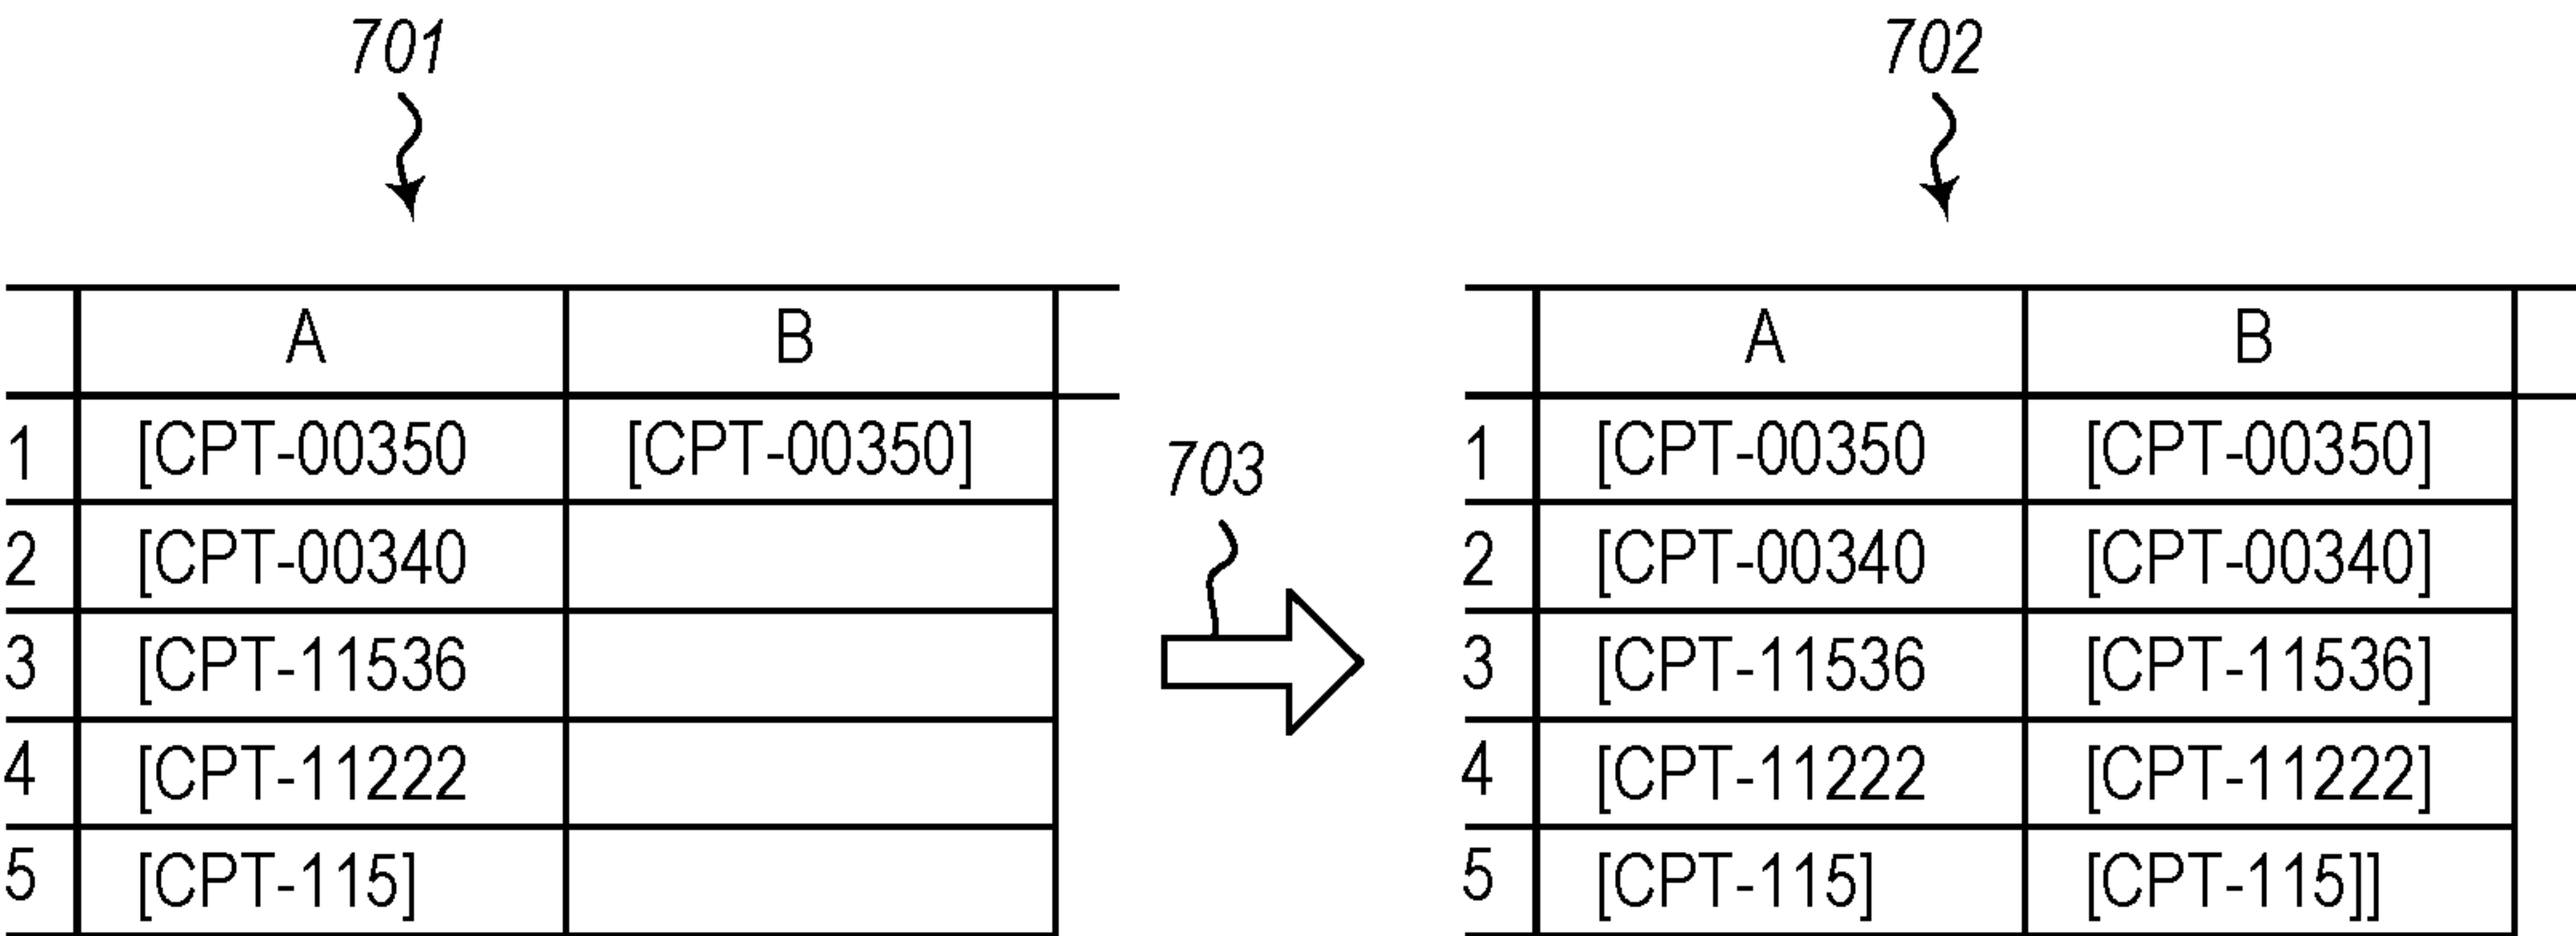 701 702
A B A B
1 [CPT-00350 [CPT-00350] 703 1 [CPT-00350 [CPT-00350]
2 [CPT-00340 2 [CPT-00340 [CPT-00340]
3 [CPT-11536 3 [CPT-11536 [CPT-11536]
4 [CPT-11222 4 [CPT-11222 [CPT-11222]
5 [CPT-115] 5 [CPT-115] [CPT-115]]